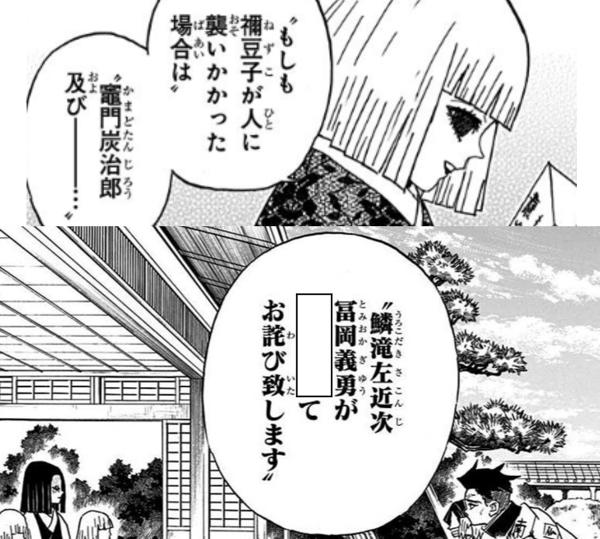 〝もしも
禰豆子が人に
襲いかかった
場合は〟
〝竈門炭治郎
及び――…〟
〝鱗滝左近次
冨岡義勇が
て
お詫び致します〟